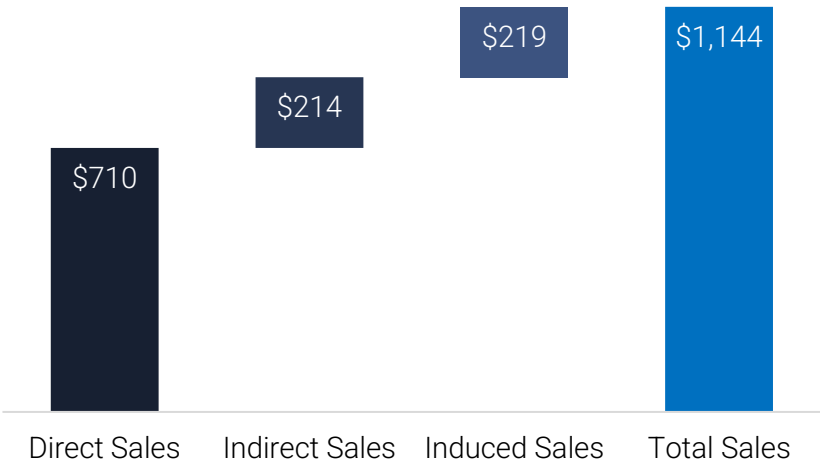 $219
$1,144
$214
$710
Direct Sales
Indirect Sales
Induced Sales
Total Sales